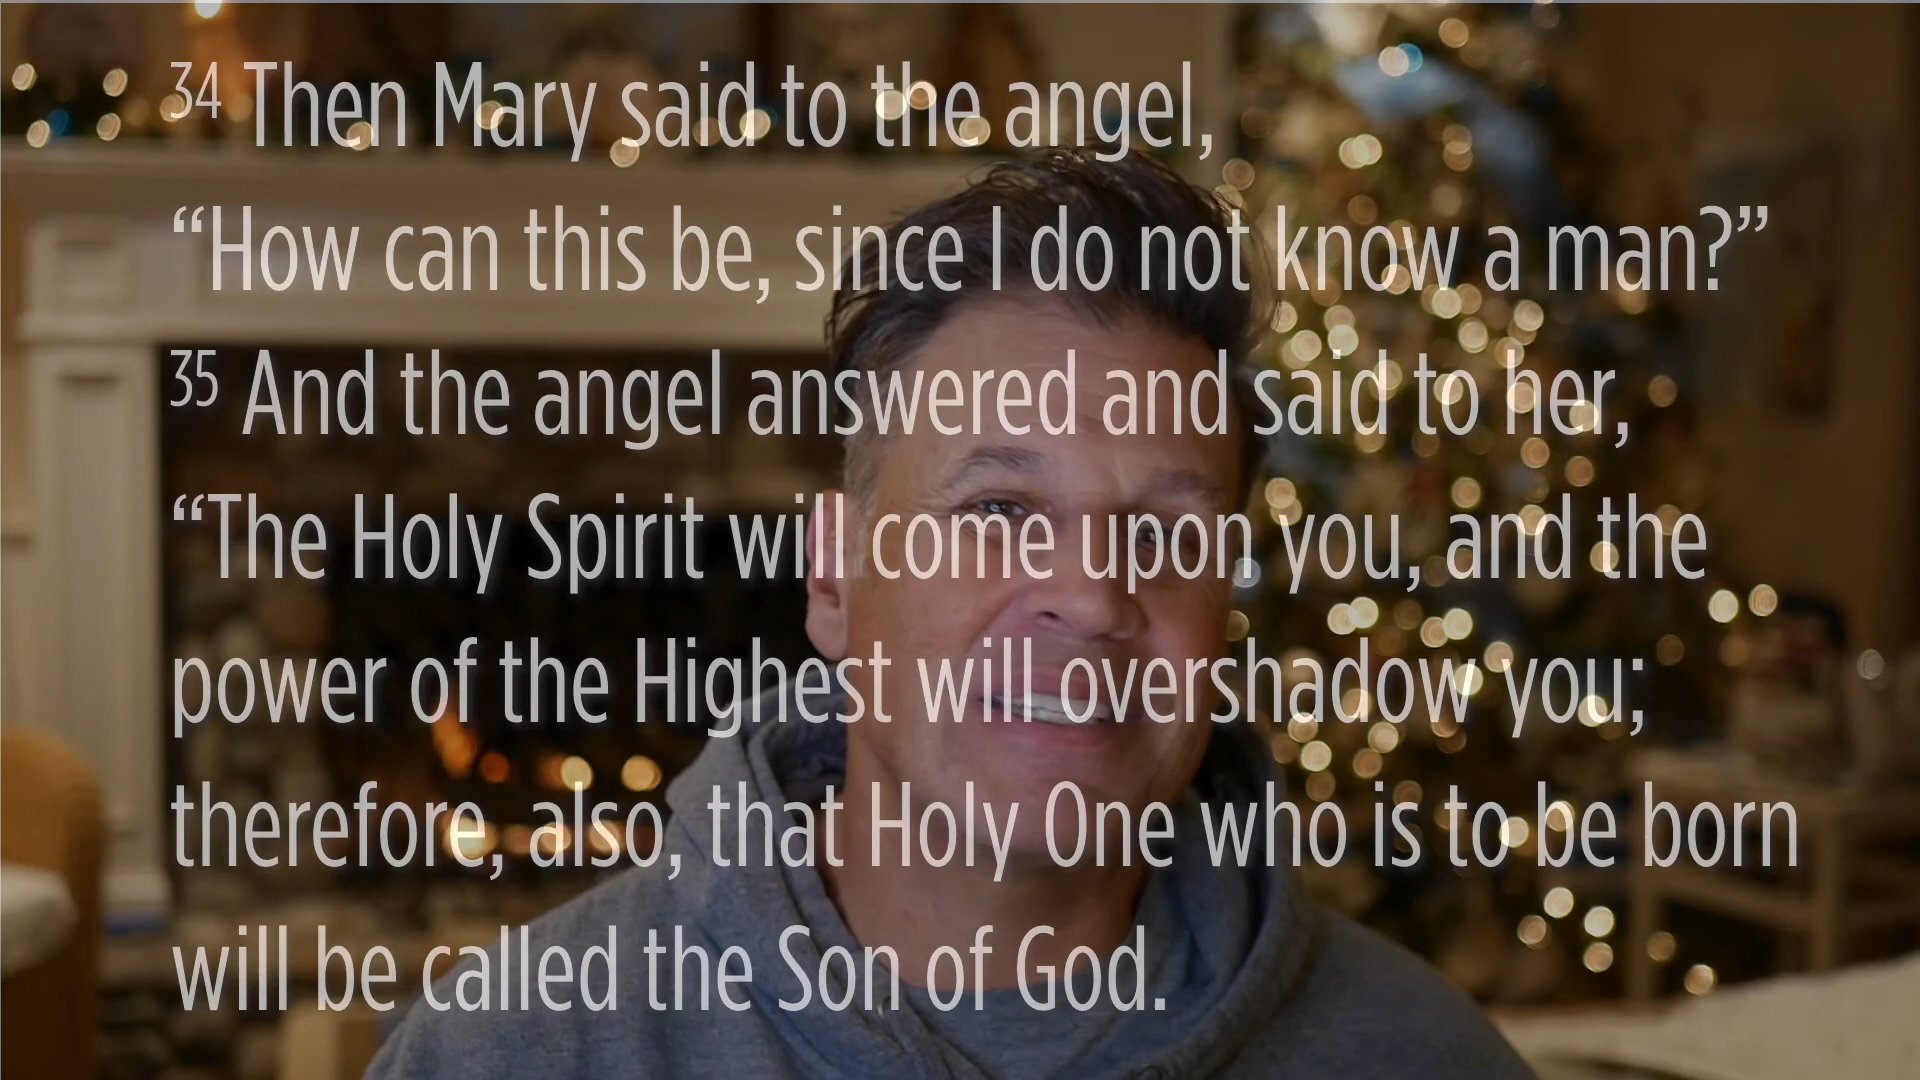 34 Then Mary said to the angel,
“How can this be, since I do not know a man?”
35 And the angel answered and said to her,
“The Holy Spirit will come upon you, and the
power of the Highest will overshadow you;
therefore, also, that Holy One who is to be born
will be called the Son of God.